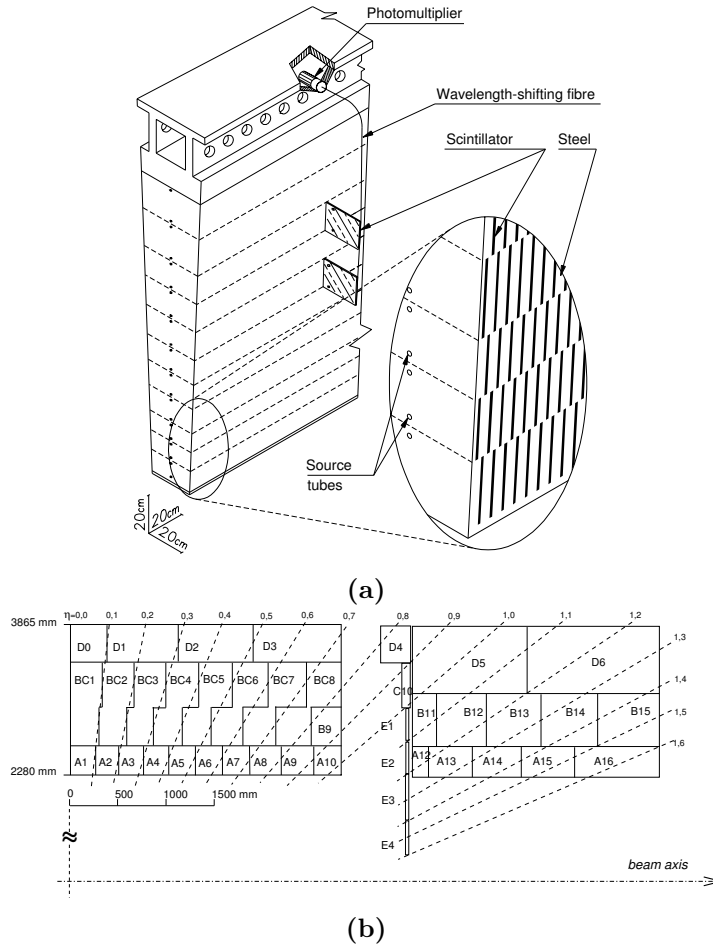 Photomultiplier
Wavelength-shifting fibre
Scintillator
Steel
Source
tubes
20cm
20cm
20cm
(a)
η=0,0 0,1 0,2 0,3 0,4 0,5 0,6 0,7 0,8 0,9 1,0 1,1 1,2
3865 mm
1,3
D0 D1 D2 D3 D4 D5 D6
1,4
BC1 BC2 BC3 BC4 BC5 BC6 BC7 BC8 C10
B9 E1 B11 B12 B13 B14 B15
1,5
1,6
A1 A2 A3 A4 A5 A6 A7 A8 A9 A10 E2 A12 A13 A14 A15 A16
2280 mm
0 500 1000 1500 mm
E3
E4
≈
beam axis
(b)